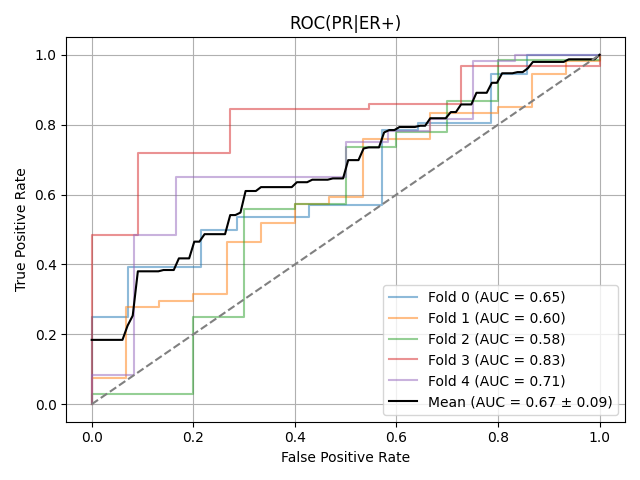 ROC(PR|ER+)
True Positive Rate
1.0
0.8
0.6
0.4
0.2
0.0
Fold 0 (AUC = 0.65)
Fold 1 (AUC = 0.60)
Fold 2 (AUC = 0.58)
Fold 3 (AUC = 0.83)
Fold 4 (AUC = 0.71)
Mean (AUC = 0.67 ± 0.09)
0.0 0.2 0.4 0.6 0.8 1.0
False Positive Rate